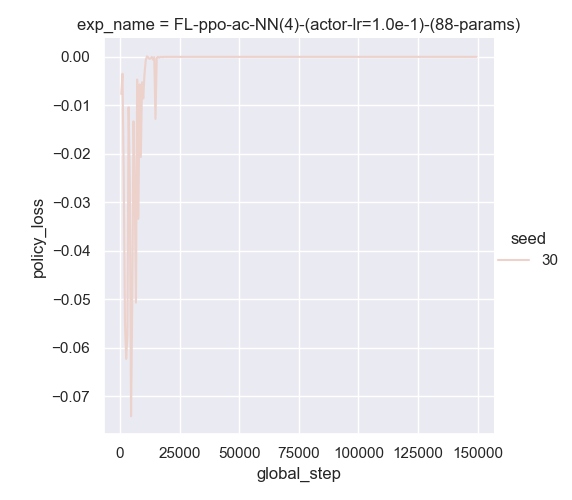 exp_name = FL-ppo-ac-NN(4)-(actor-lr=1.0e-1)-(88-params)
0.00
−0.01
−0.02
−0.03
−0.04
−0.05
−0.06
−0.07
policy_loss
0 25000 50000 75000 100000 125000 150000
global_step
seed
30